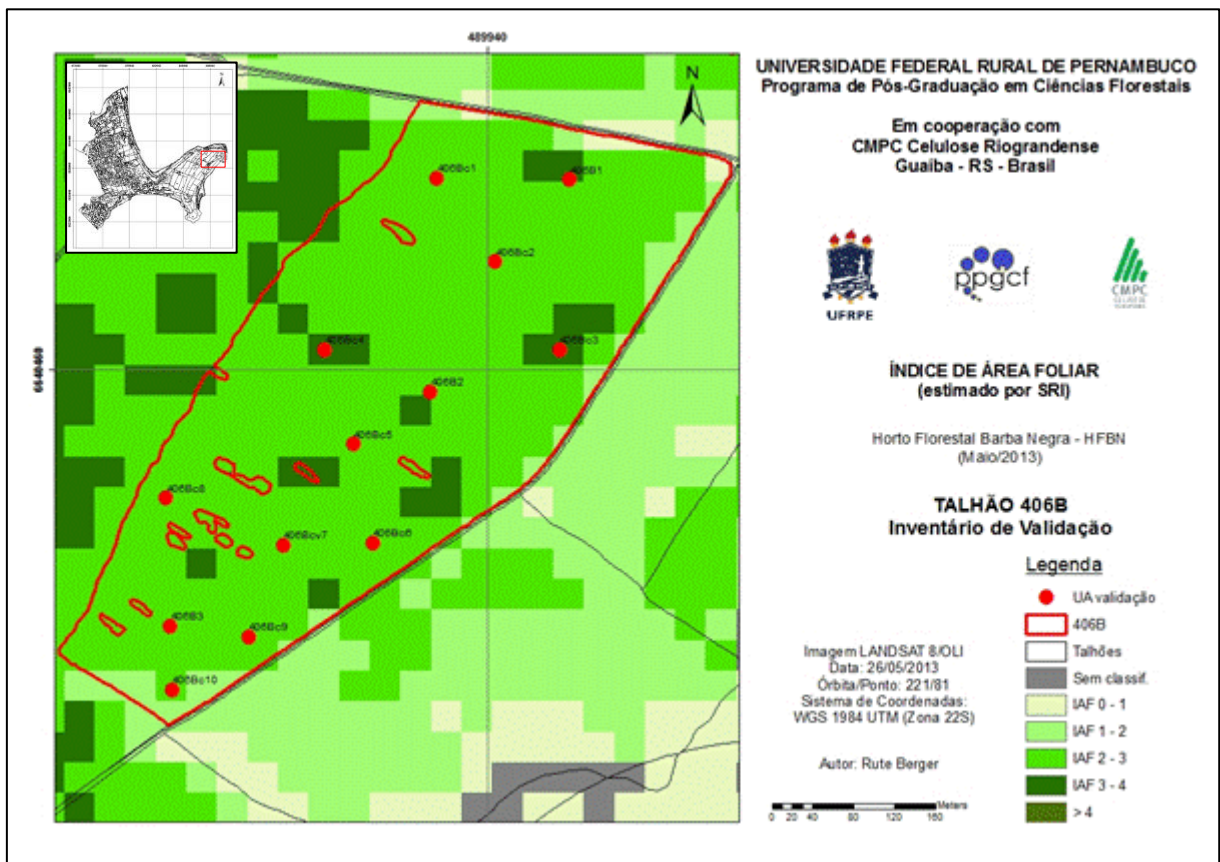 489940
6640460
N
406Bc1
406B1
406Bc2
406Bc4
406Bc3
406B2
406Bc5
406Bc8
406Bcv7
406Bc6
406B3
406Bc9
406Bc10
UNIVERSIDADE FEDERAL RURAL DE PERNAMBUCO
Programa de Pós-Graduação em Ciências Florestais
Em cooperação com
CMPC Celulose Riograndense
Guaíba - RS - Brasil
UFRPE
ppgcf
CMPC
ÍNDICE DE ÁREA FOLIAR
(estimado por SRI)
Horto Florestal Barba Negra - HFBN
(Maio/2013)
TALHÃO 406B
Inventário de Validação
Legenda
UA validação
406B
Talhões
Sem classif.
IAF 0 - 1
IAF 1 - 2
IAF 2 - 3
IAF 3 - 4
> 4
Imagem LANDSAT 8/OLI
Data: 26/05/2013
Órbita/Ponto: 221/81
Sistema de Coordenadas:
WGS 1984 UTM (Zona 22S)
Autor: Rute Berger
Meters
0 20 40 80 120 160